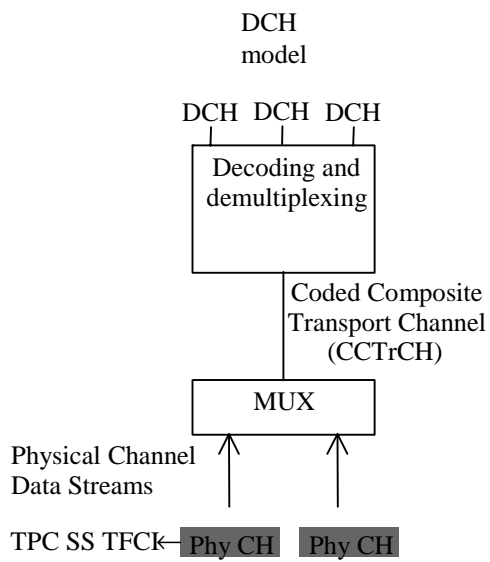 DCH
model
DCH DCH DCH
Decoding and
demultiplexing
Coded Composite
Transport Channel
(CCTrCH)
MUX
Physical Channel
Data Streams
TPC SS TFCI
Phy CH Phy CH